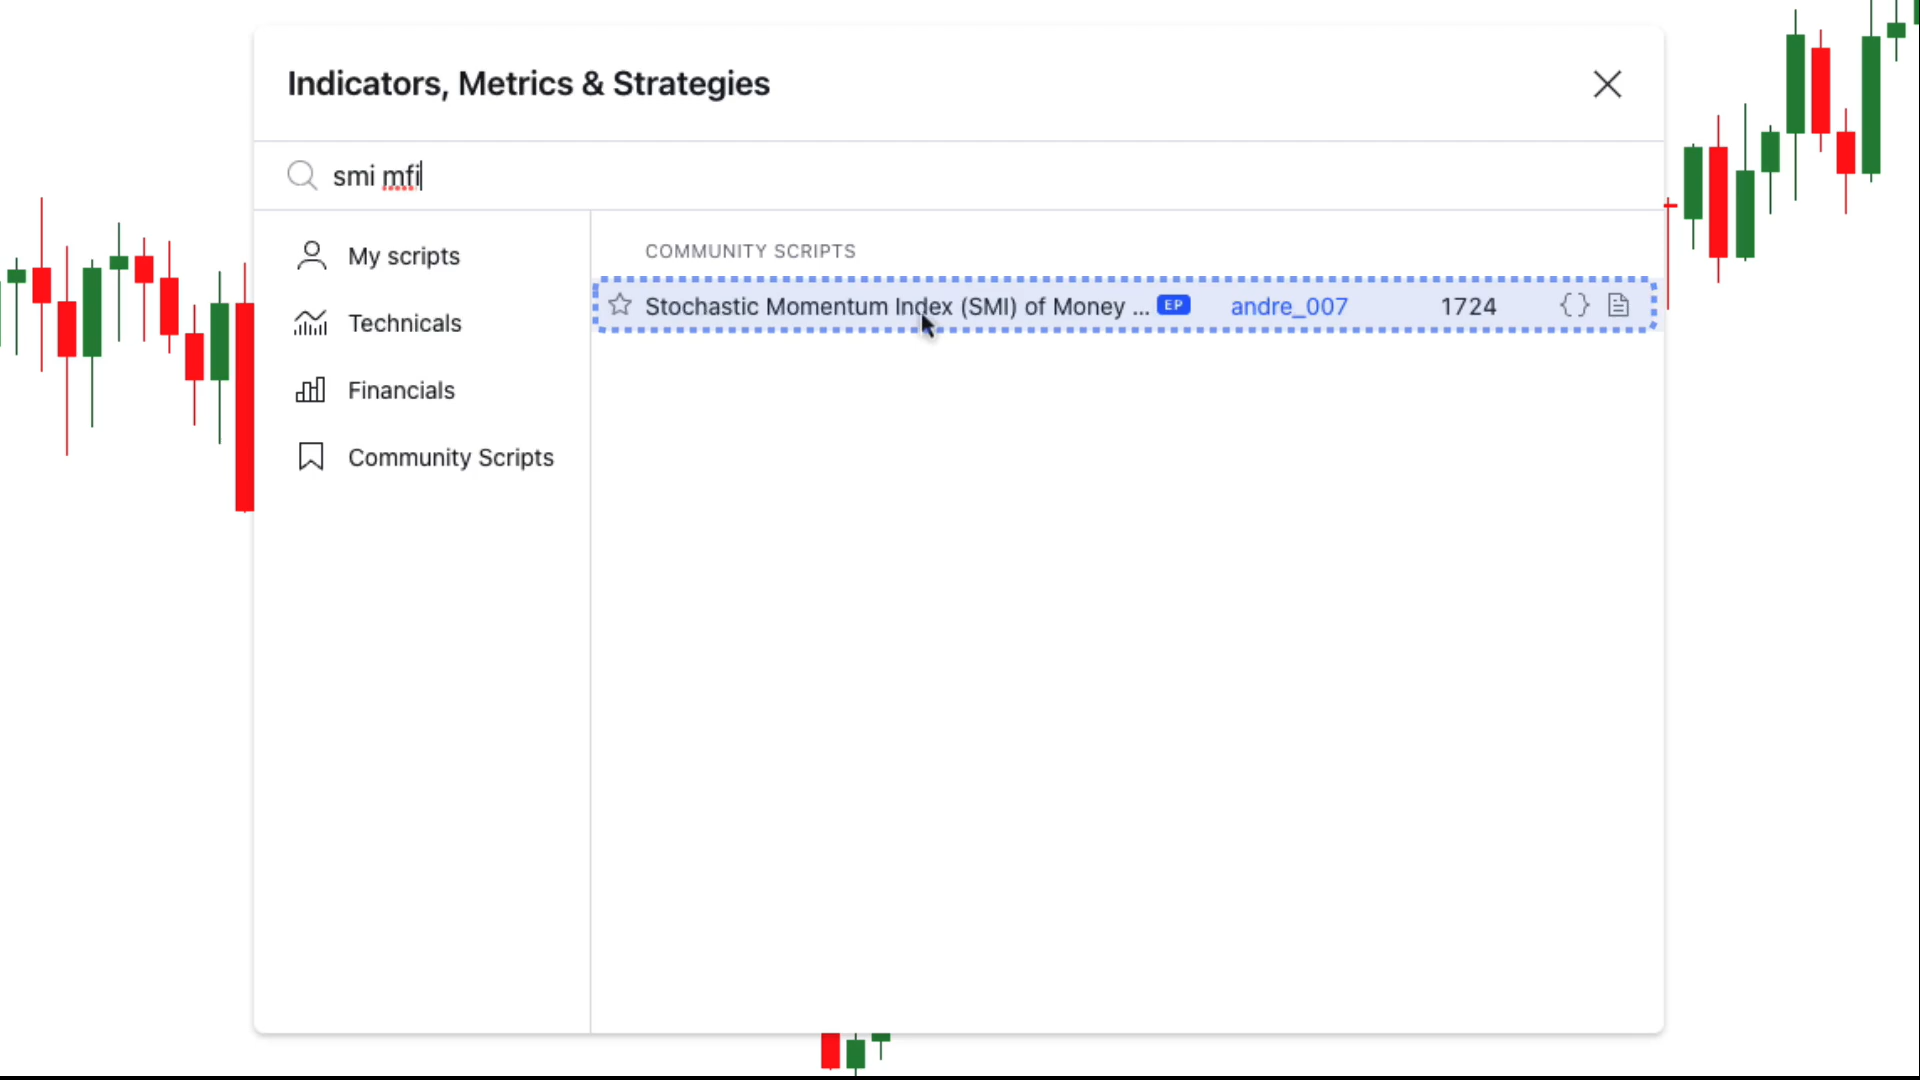 Indicators, Metrics & Strategies
smi mfi
My scripts
Technicals
Financials
Community Scripts
COMMUNITY SCRIPTS
Stochastic Momentum Index (SMI) of Money ... EP andre_007 1724